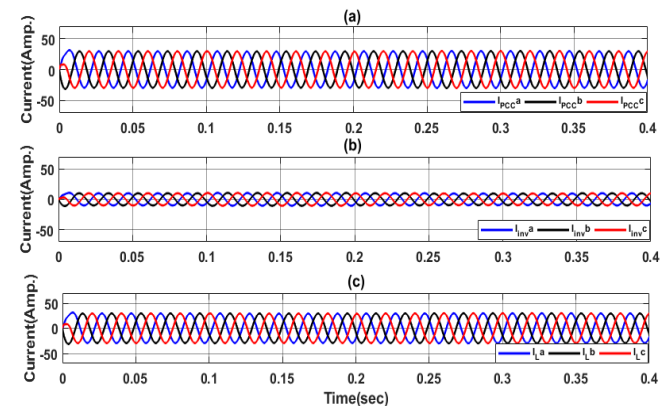 (a)
Current(Amp.)
50
0
-50
I_PCC a I_PCC b I_PCC c
0 0.05 0.1 0.15 0.2 0.25 0.3 0.35 0.4
(b)
Current(Amp.)
50
0
-50
I_inv a I_inv b I_inv c
0 0.05 0.1 0.15 0.2 0.25 0.3 0.35 0.4
(c)
Current(Amp.)
50
0
-50
I_L a I_L b I_L c
0 0.05 0.1 0.15 0.2 0.25 0.3 0.35 0.4
Time(sec)